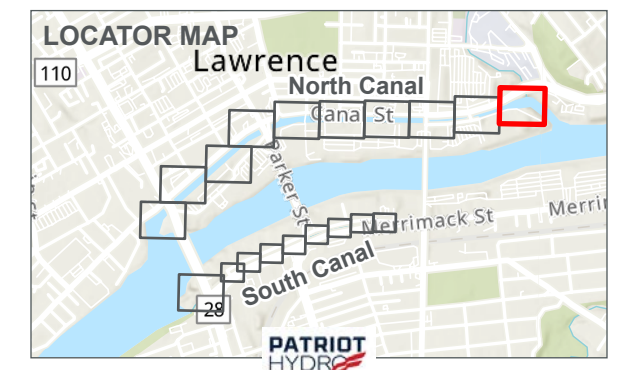 LOCATOR MAP
Lawrence
110
North Canal
Canal St
Parker St
Merrimack St
Merri
South Canal
28
PATRIOT
HYDRO